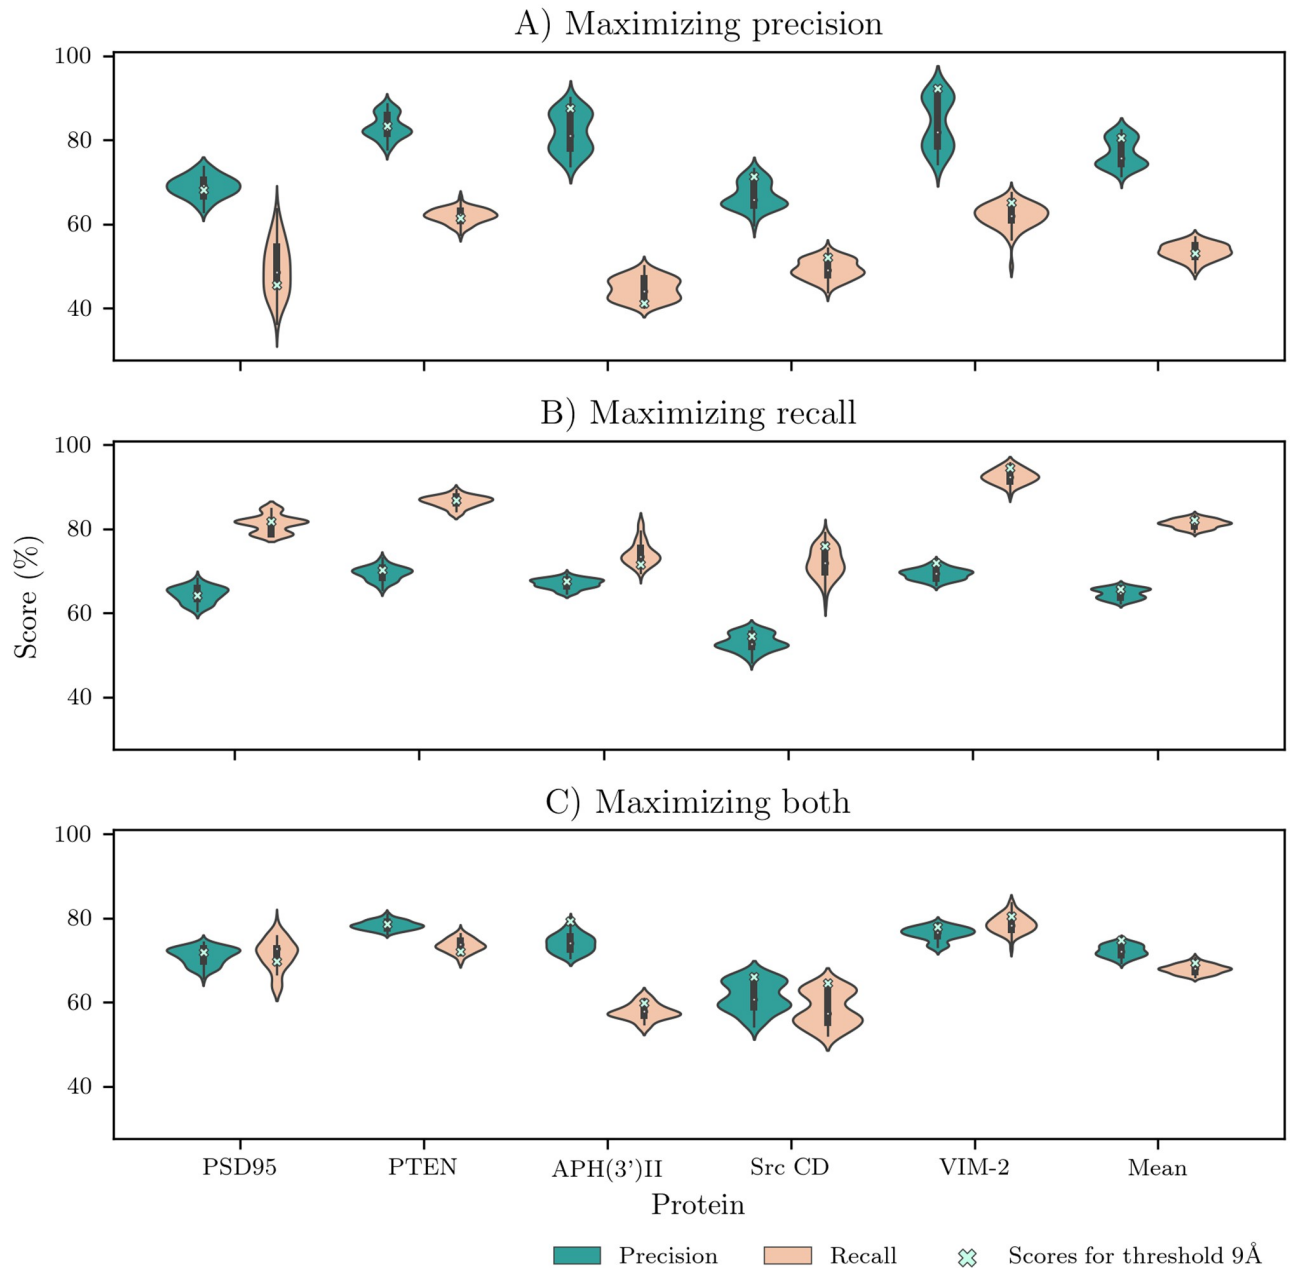 A) Maximizing precision
100
80
60
40
B) Maximizing recall
100
80
60
40
Score (%)
C) Maximizing both
100
80
60
40
PSD95 PTEN APH(3')II Src CD VIM-2 Mean
Protein
Precision Recall Scores for threshold 9Å